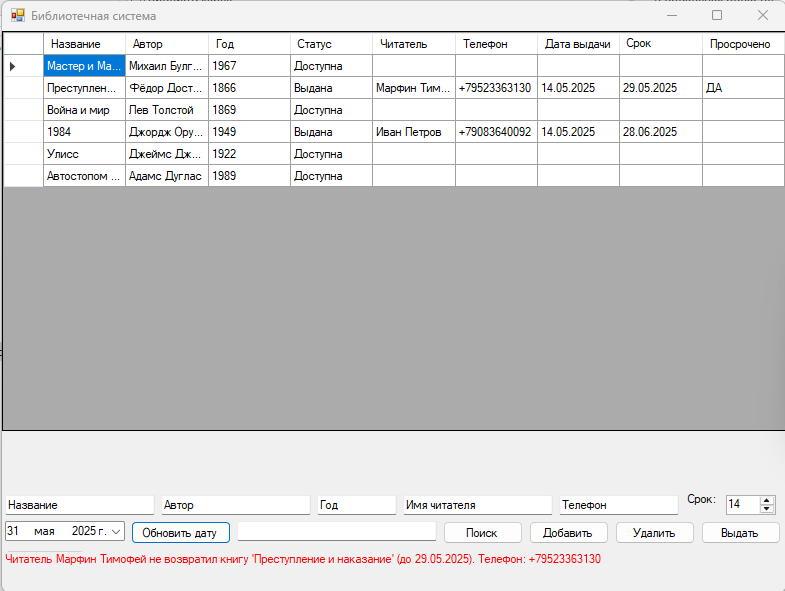 Библиотечная система
Название Автор Год Статус Читатель Телефон Дата выдачи Срок Просрочено
Мастер и Ма... Михаил Булг... 1967 Доступна
Преступлен... Фёдор Дост... 1866 Выдана Марфин Тим... +79523363130 14.05.2025 29.05.2025 ДА
Война и мир Лев Толстой 1869 Доступна
1984 Джордж Ору... 1949 Выдана Иван Петров +79083640092 14.05.2025 28.06.2025
Улисс Джеймс Дж... 1922 Доступна
Автостопом ... Адамс Дуглас 1989 Доступна
Название Автор Год Имя читателя Телефон Срок: 14
31 мая 2025 г. Обновить дату Поиск Добавить Удалить Выдать
Читатель Марфин Тимофей не возвратил книгу 'Преступление и наказание' (до 29.05.2025). Телефон: +79523363130